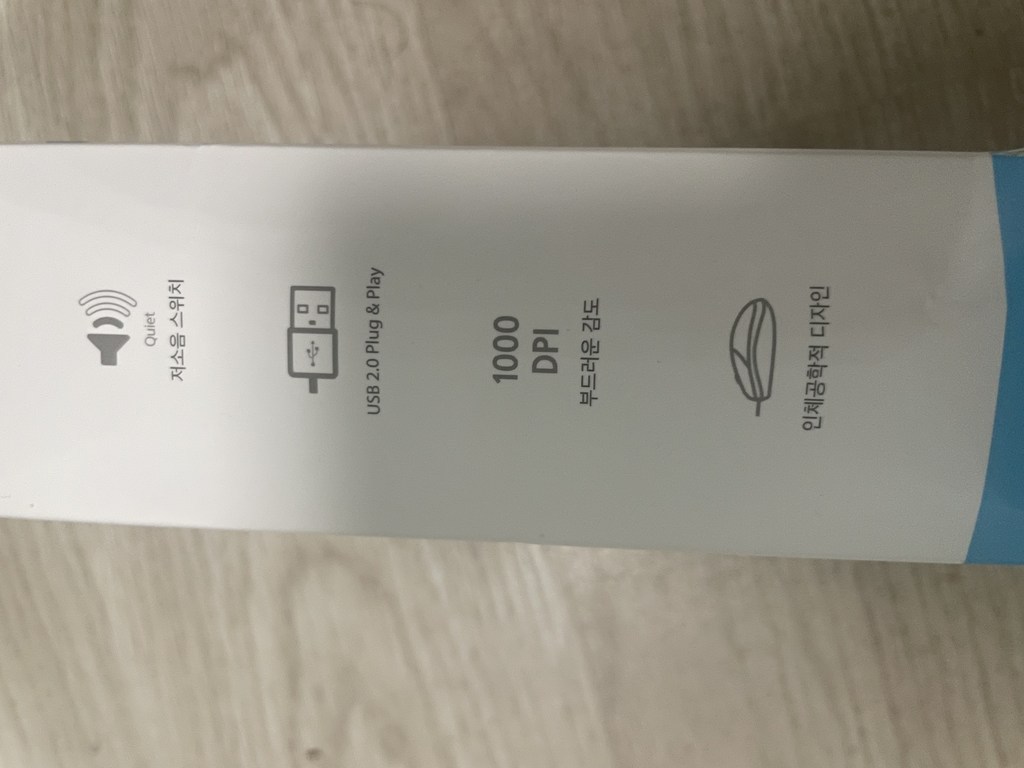 Quiet
저소음 스위치
USB 2.0 Plug & Play
1000
DPI
부드러운 감도
인체공학적 디자인